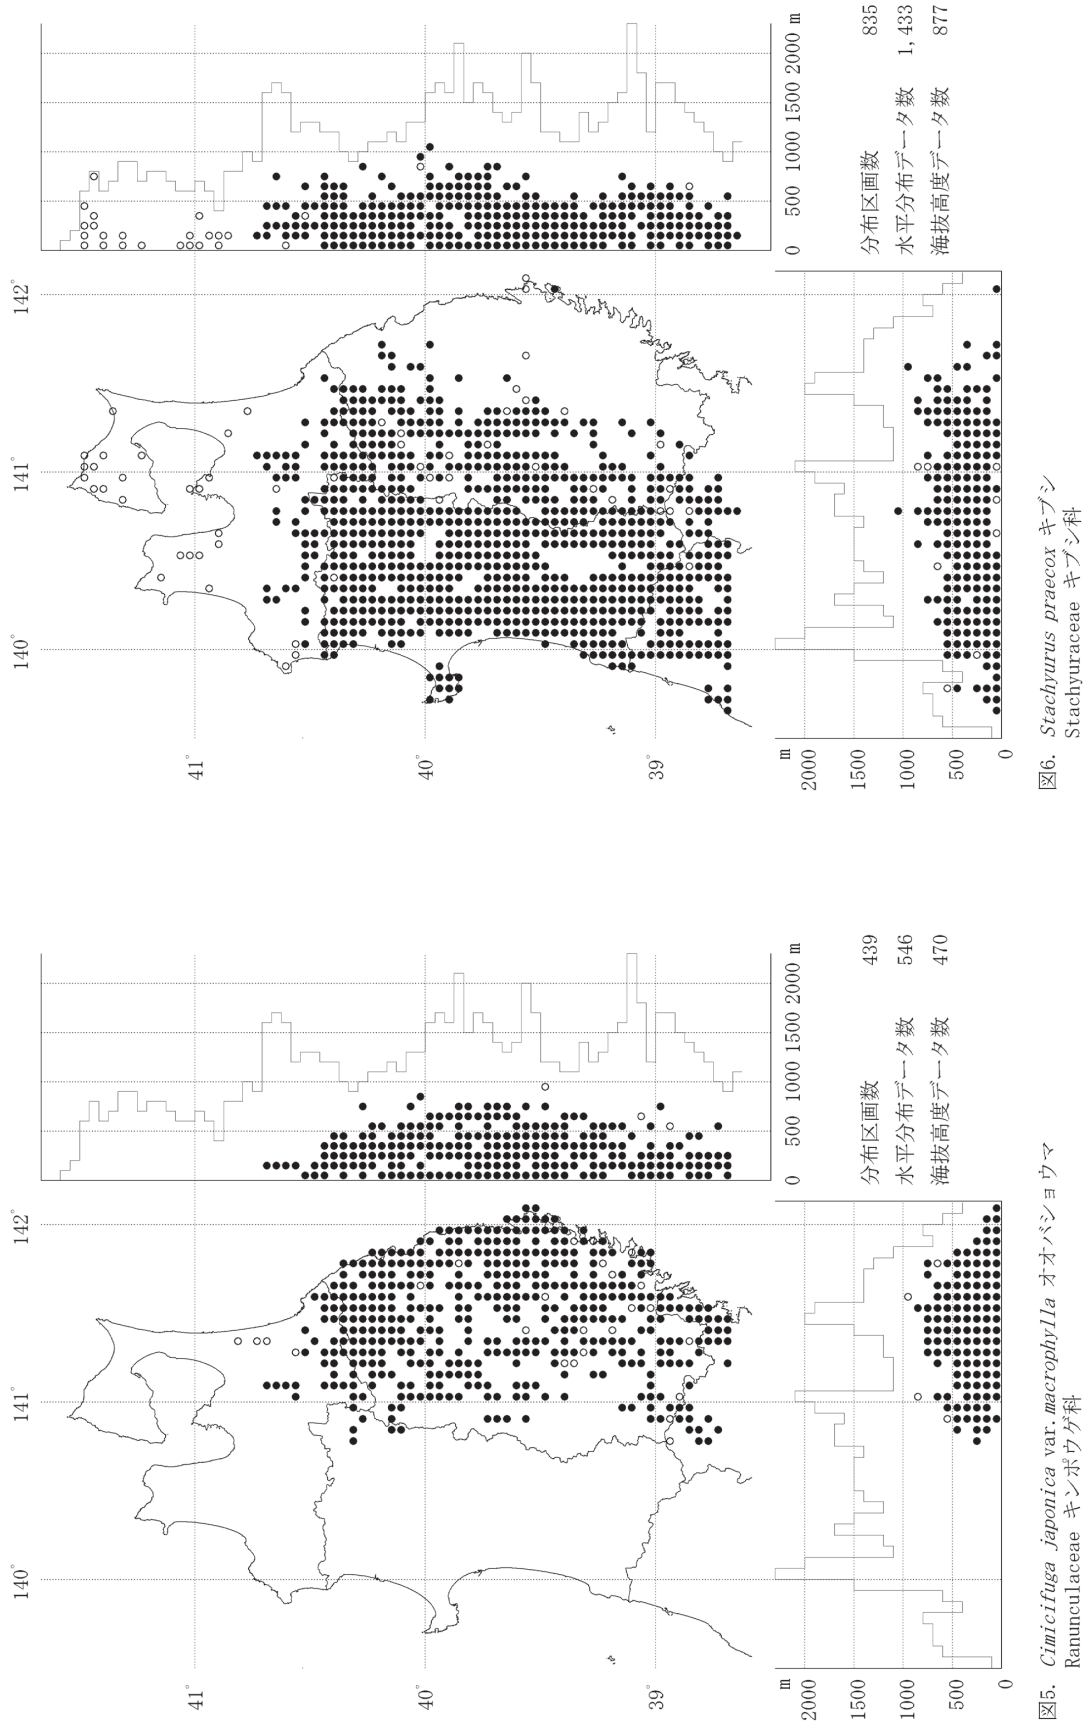 140°
141°
142°
41°
40°
39°
0
500
1000
1500
2000 m
m
2000
1500
1000
500
0
分布区画数 439
水平分布データ数 546
海抜高度データ数 470
図5. Cimicifuga japonica var. macrophylla オオバショウマ
Ranunculaceae キンポウゲ科
140°
141°
142°
41°
40°
39°
0
500
1000
1500
2000 m
m
2000
1500
1000
500
0
分布区画数 835
水平分布データ数 1,433
海抜高度データ数 877
図6. Stachyurus praecox キブシ
Stachyuraceae キブシ科